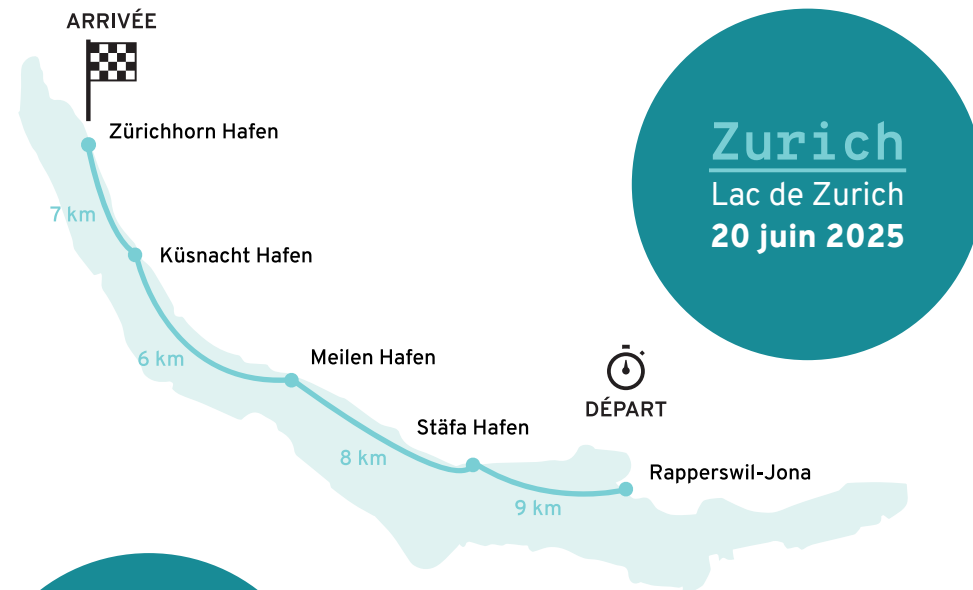 ARRIVÉE
Zürichhorn Hafen
7 km
Küsnacht Hafen
6 km
Meilen Hafen
8 km
Stäfa Hafen
9 km
DÉPART
Rapperswil-Jona
Zurich
Lac de Zurich
20 juin 2025